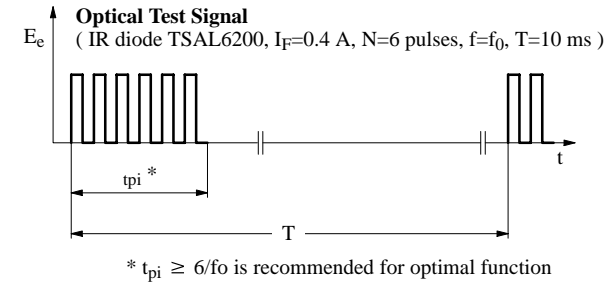 Optical Test Signal
( IR diode TSAL6200, IF=0.4 A, N=6 pulses, f=f0, T=10 ms )
Ee
t
tpi *
T
* tpi ≥ 6/fo is recommended for optimal function